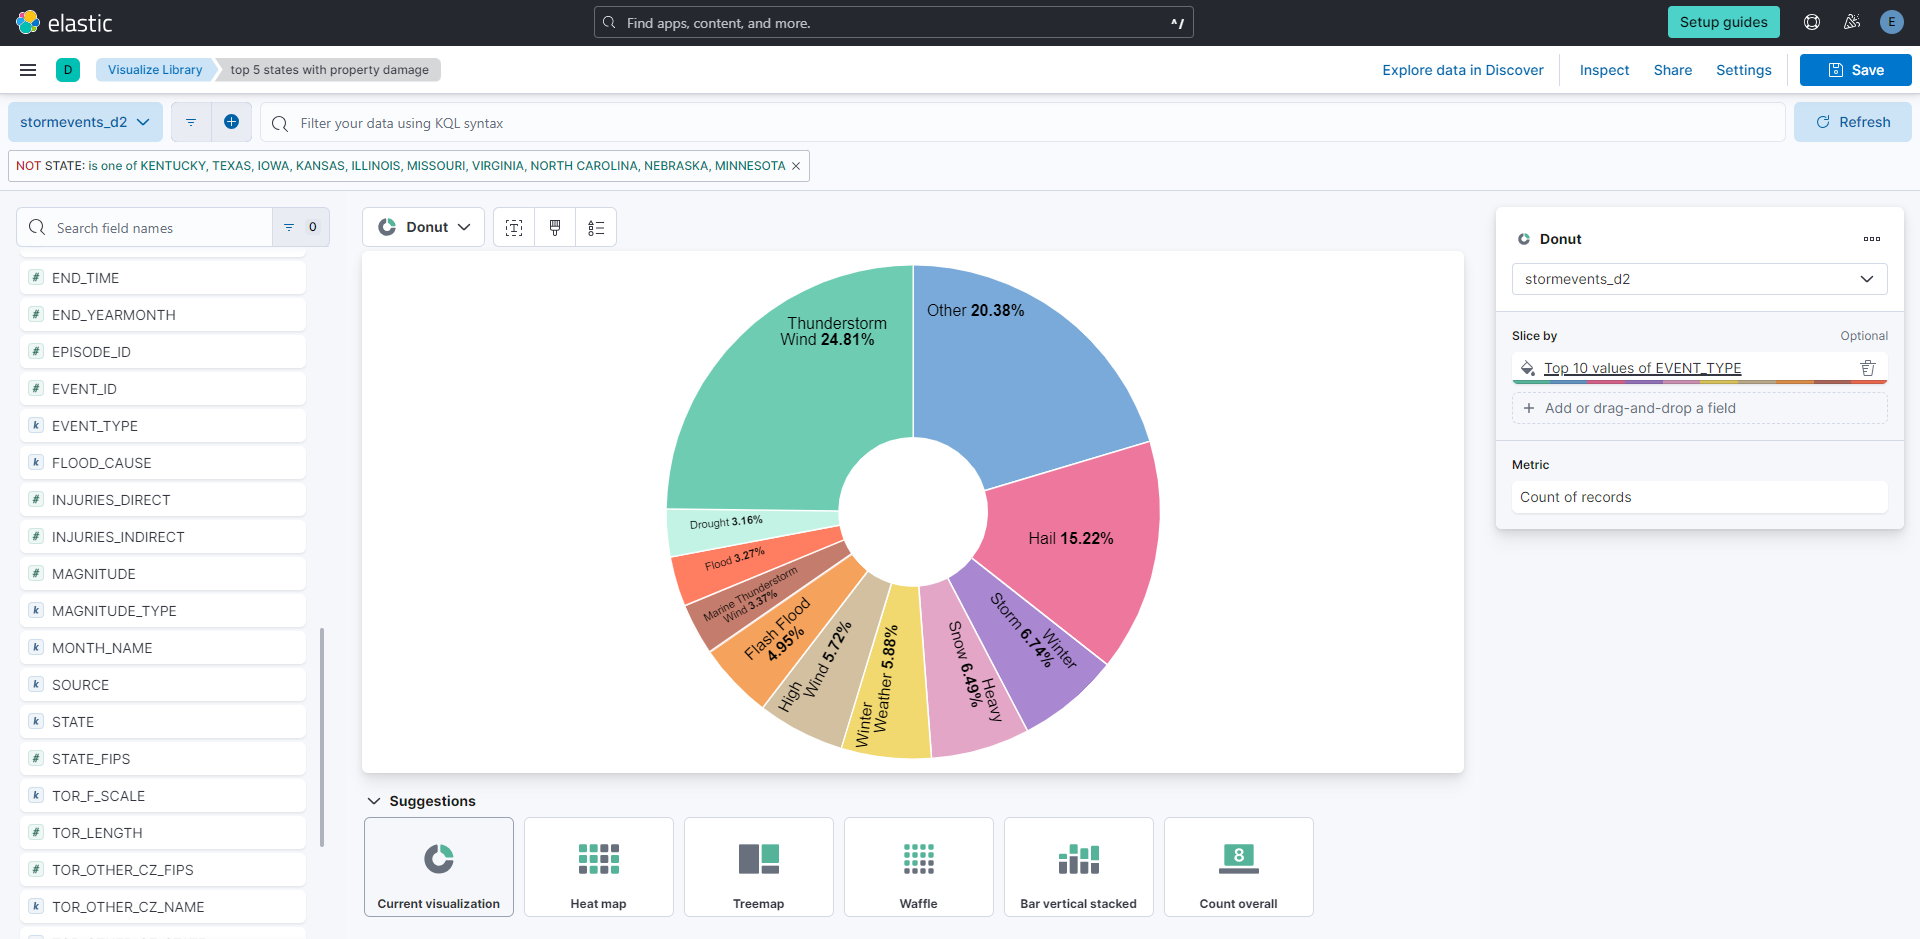 elastic
Find apps, content, and more.
^/
Setup guides
E
D
Visualize Library
top 5 states with property damage
Explore data in Discover
Inspect
Share
Settings
Save
stormevents_d2
Filter your data using KQL syntax
Refresh
NOT STATE: is one of KENTUCKY, TEXAS, IOWA, KANSAS, ILLINOIS, MISSOURI, VIRGINIA, NORTH CAROLINA, NEBRASKA, MINNESOTA
Search field names
0
# END_TIME
# END_YEARMONTH
# EPISODE_ID
# EVENT_ID
k EVENT_TYPE
k FLOOD_CAUSE
# INJURIES_DIRECT
# INJURIES_INDIRECT
# MAGNITUDE
k MAGNITUDE_TYPE
k MONTH_NAME
k SOURCE
k STATE
# STATE_FIPS
k TOR_F_SCALE
# TOR_LENGTH
# TOR_OTHER_CZ_FIPS
k TOR_OTHER_CZ_NAME
Donut
Other 20.38%
Hail 15.22%
Winter
Storm 6.74%
Heavy
Snow 6.49%
Winter
Weather 5.88%
High
Wind 5.72%
Flash Flood
4.95%
Marine Thunderstorm
Wind 3.37%
Flood 3.27%
Drought 3.16%
Thunderstorm
Wind 24.81%
Suggestions
Current visualization
Heat map
Treemap
Waffle
Bar vertical stacked
8
Count overall
Donut
stormevents_d2
Slice by
Optional
Top 10 values of EVENT_TYPE
Add or drag-and-drop a field
Metric
Count of records